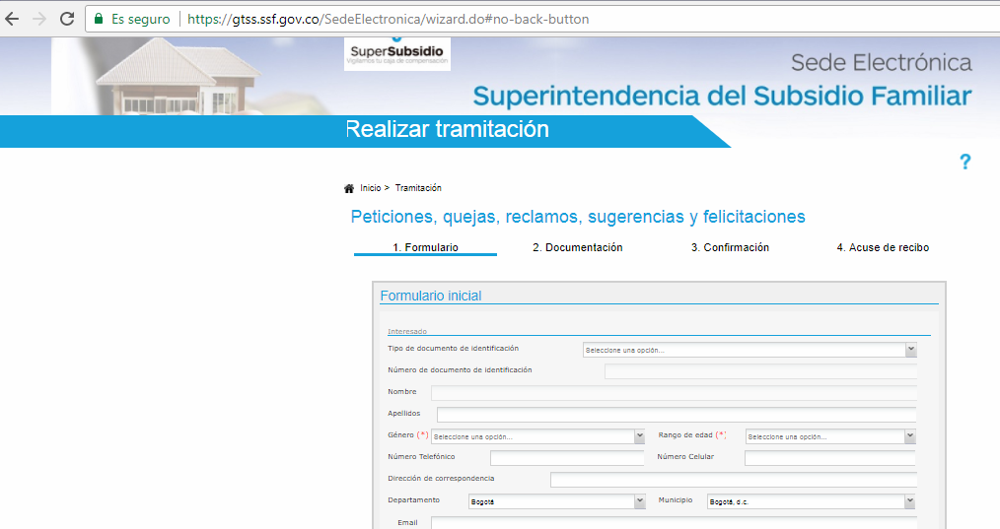 Es seguro https://gtss.ssf.gov.co/SedeElectronica/wizard.do#no-back-button
SuperSubsidio
Vigilamos tu caja de compensación
Sede Electrónica
Superintendencia del Subsidio Familiar
Realizar tramitación
?
Inicio > Tramitación
Peticiones, quejas, reclamos, sugerencias y felicitaciones
1. Formulario 2. Documentación 3. Confirmación 4. Acuse de recibo
Formulario inicial
Interesado
Tipo de documento de identificación Seleccione una opción...
Número de documento de identificación
Nombre
Apellidos
Género (*) Seleccione una opción... Rango de edad (*) Seleccione una opción...
Número Telefónico Número Celular
Dirección de correspondencia
Departamento Bogotá Municipio Bogotá, d.c.
Email